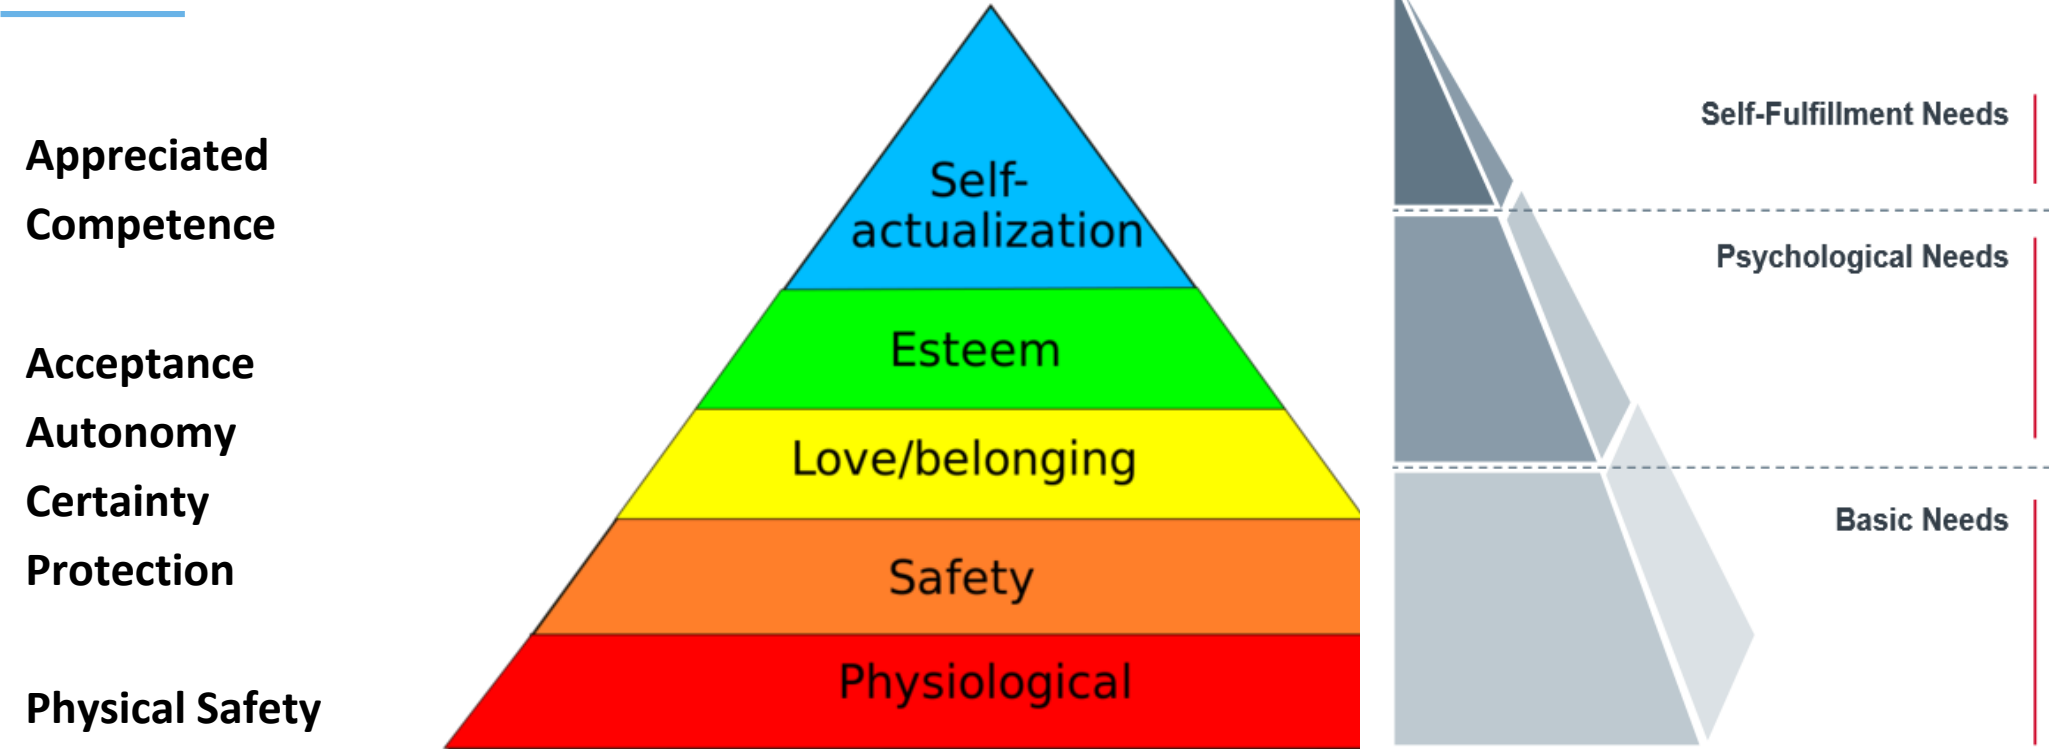 Appreciated
Competence
Acceptance
Autonomy
Certainty
Protection
Physical Safety
Self-
actualization
Esteem
Love/belonging
Safety
Physiological
Self-Fulfillment Needs
Psychological Needs
Basic Needs